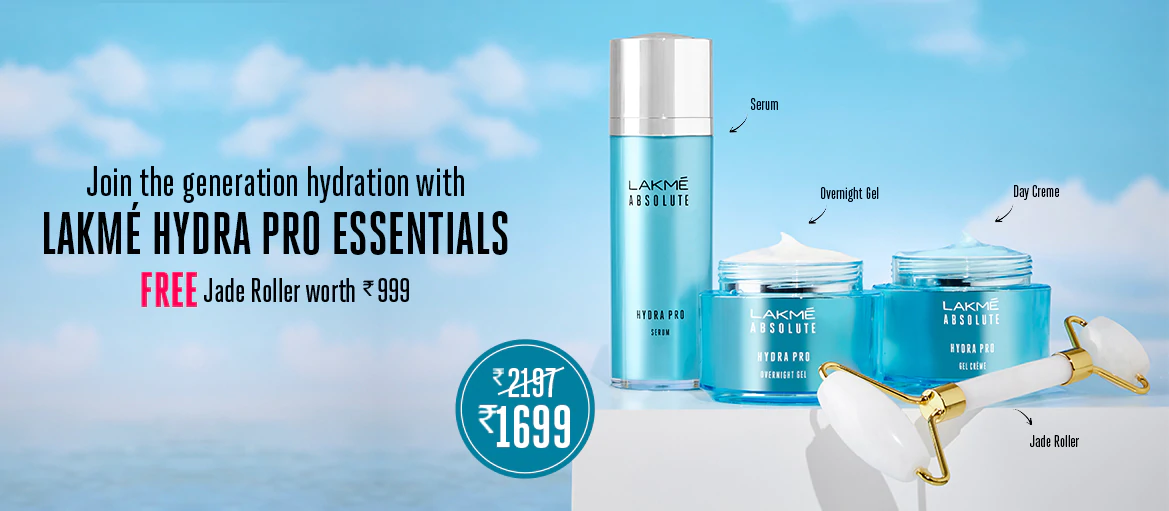 Join the generation hydration with
LAKMÉ HYDRA PRO ESSENTIALS
FREE Jade Roller worth ₹999
₹2197
₹1699
Serum
Overnight Gel
Day Creme
LAKMÉ
ABSOLUTE
HYDRA PRO
SERUM
LAKMÉ
ABSOLUTE
HYDRA PRO
OVERNIGHT GEL
LAKMÉ
ABSOLUTE
HYDRA PRO
GEL CRÈME
Jade Roller